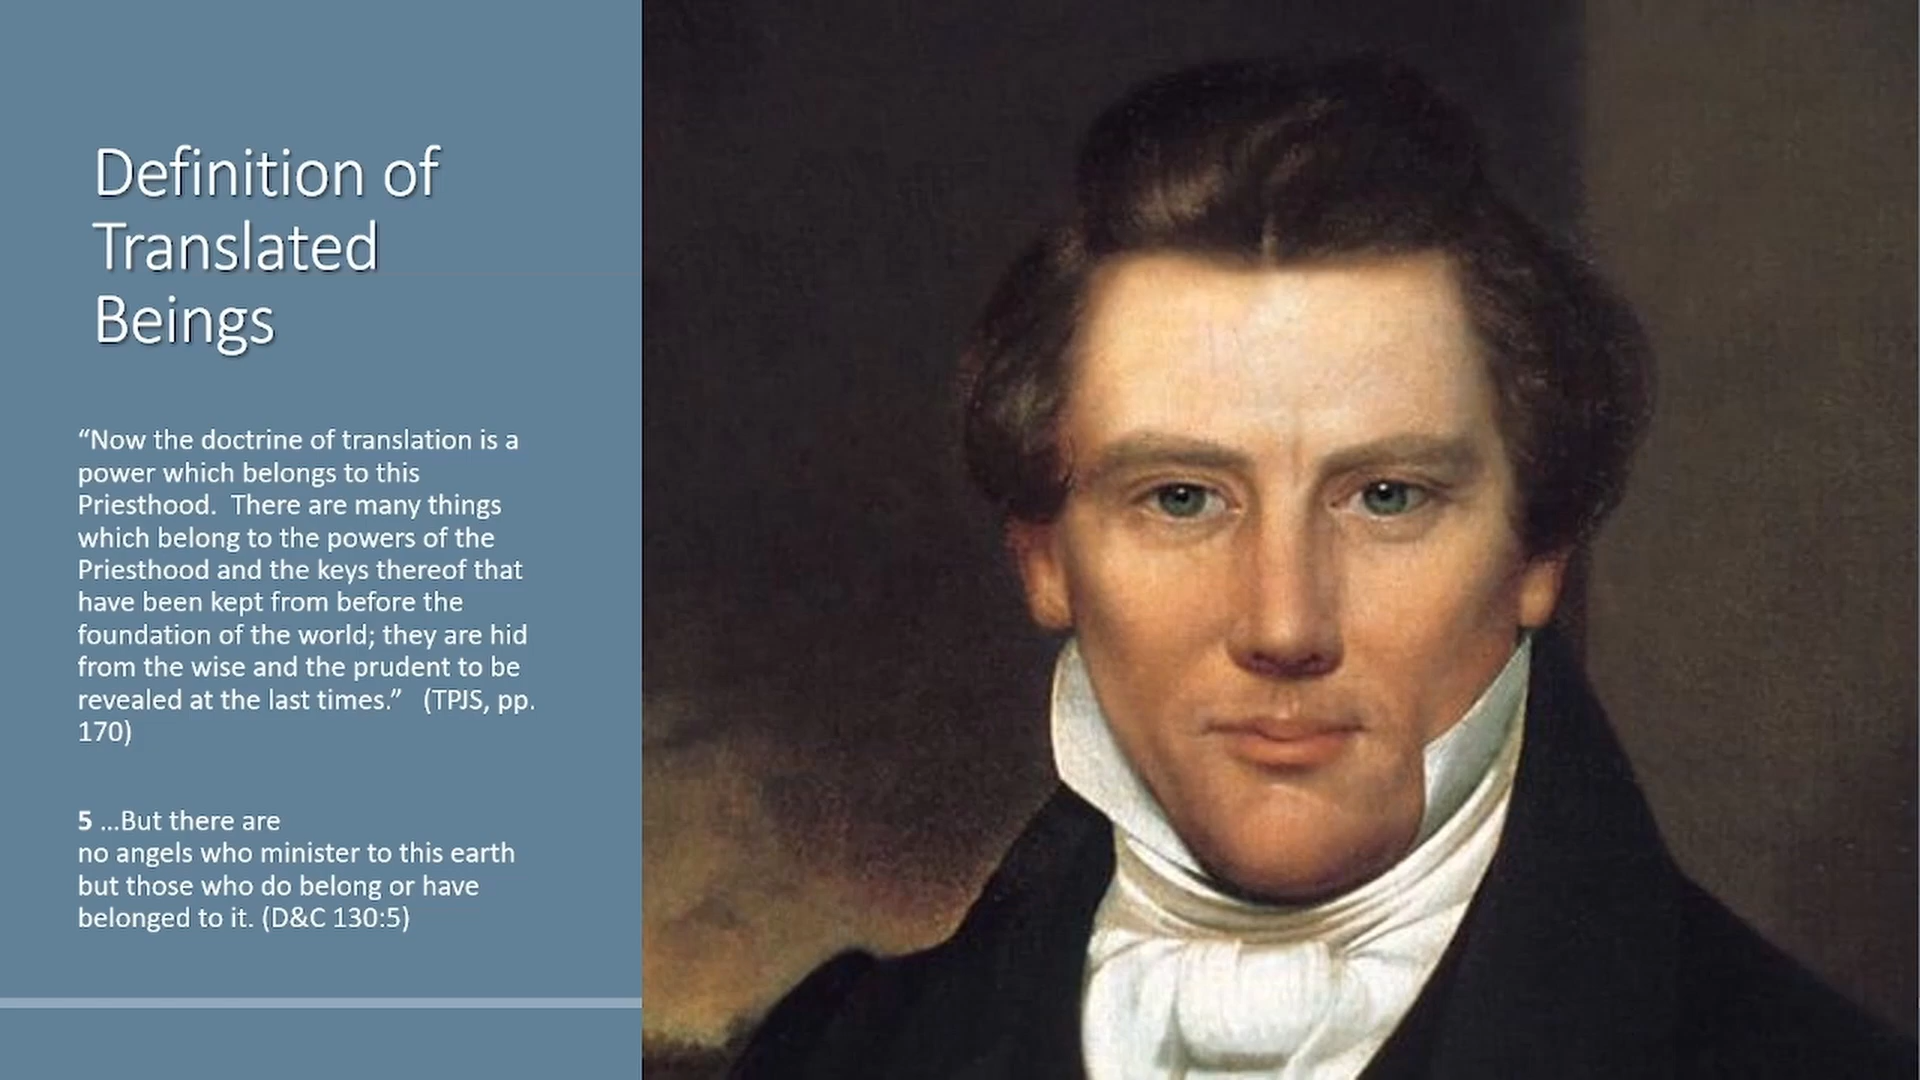 Definition of
Translated
Beings
“Now the doctrine of translation is a
power which belongs to this
Priesthood.  There are many things
which belong to the powers of the
Priesthood and the keys thereof that
have been kept from before the
foundation of the world; they are hid
from the wise and the prudent to be
revealed at the last times.”   (TPJS, pp.
170)
5 …But there are
no angels who minister to this earth
but those who do belong or have
belonged to it. (D&C 130:5)